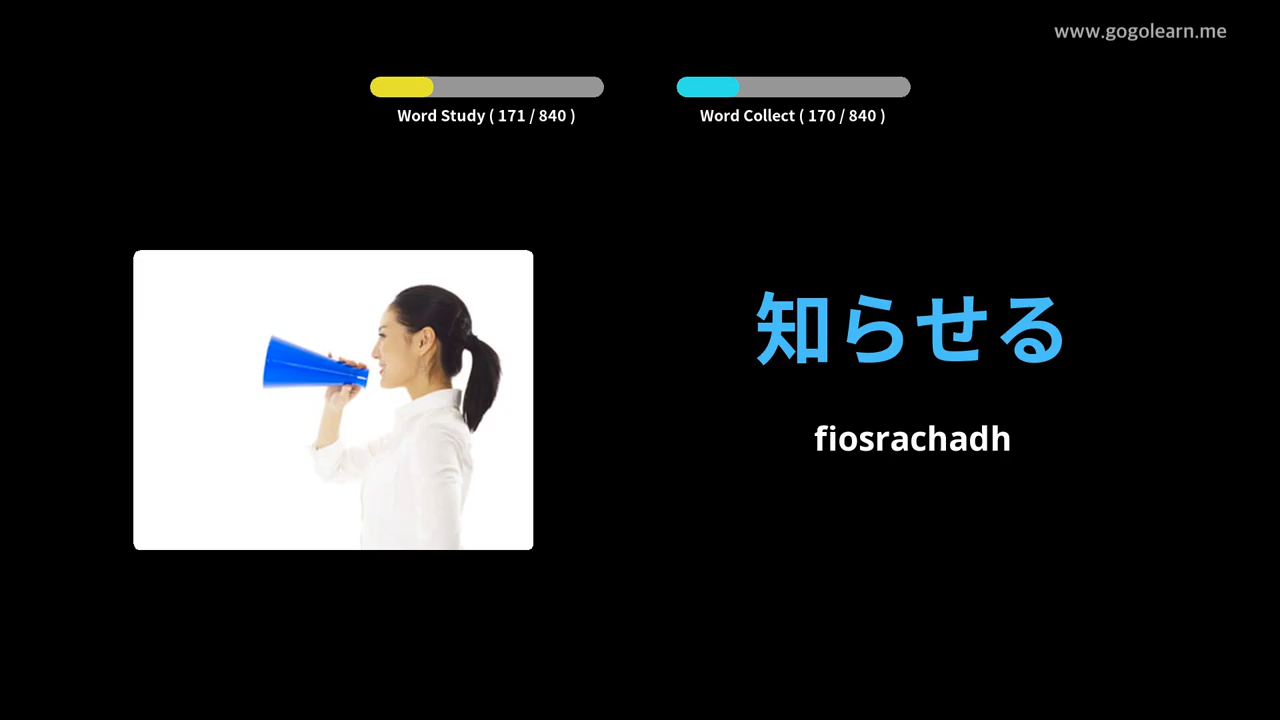 www.gogolearn.me
Word Study ( 171 / 840 )
Word Collect ( 170 / 840 )
知らせる
fiosrachadh